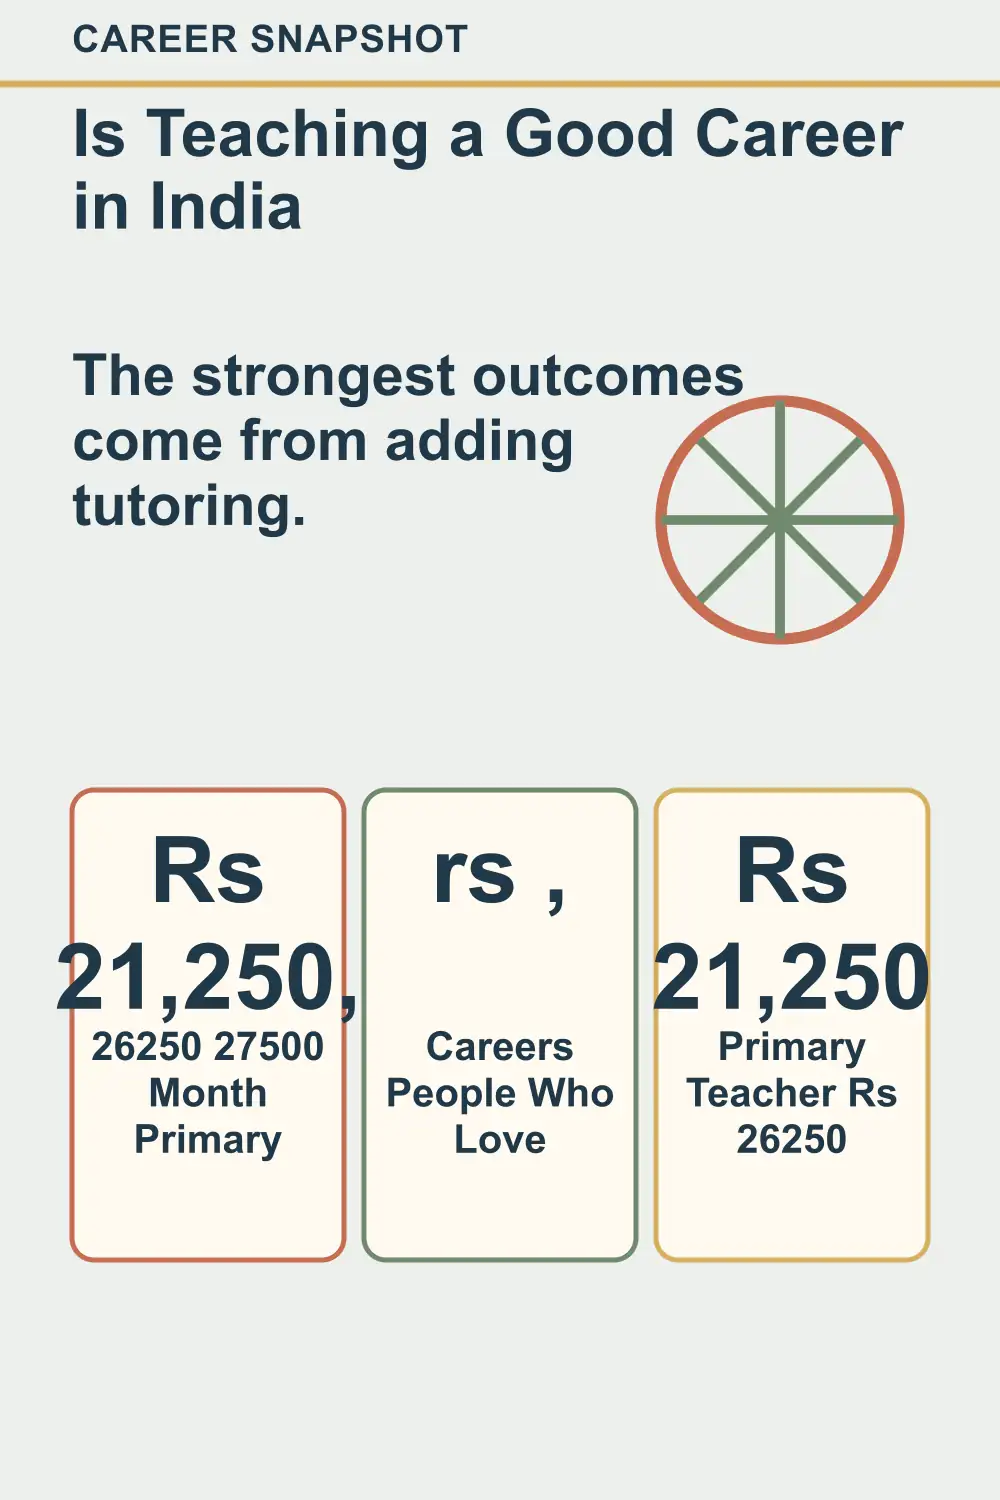 CAREER SNAPSHOT
Is Teaching a Good Career
in India
The strongest outcomes
come from adding
tutoring.
Rs
21,250,
26250 27500
Month
Primary
rs ,
Careers
People Who
Love
Rs
21,250
Primary
Teacher Rs
26250